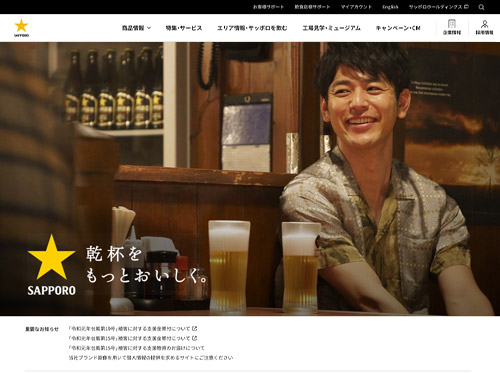 お客様サポート 飲食店様サポート マイアカウント English サッポロホールディングス
SAPPORO
商品情報 特集・サービス エリア情報・サッポロを飲む 工場見学・ミュージアム キャンペーン・CM 企業情報 採用情報
乾杯を
もっとおいしく。
SAPPORO
重要なお知らせ
「令和元年台風第19号」被害に対する支援金寄付について
「令和元年台風第15号」被害に対する支援金寄付について
「令和元年台風第15号」被害に対する支援物資のお届けについて
当社ブランド画像を用いて個人情報の提供を求めるサイトにご注意ください